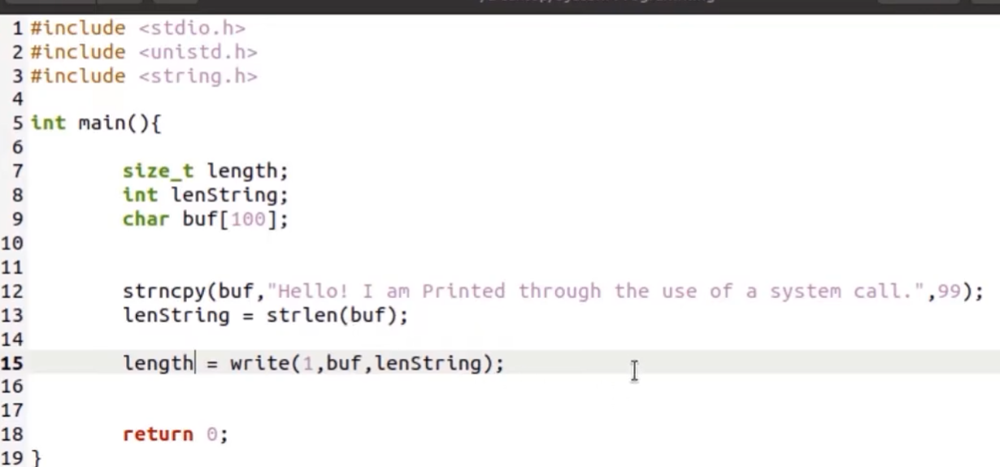 1 #include <stdio.h>
2 #include <unistd.h>
3 #include <string.h>
4
5 int main(){
6
7 size_t length;
8 int lenString;
9 char buf[100];
10
11
12 strncpy(buf,"Hello! I am Printed through the use of a system call.",99);
13 lenString = strlen(buf);
14
15 length = write(1,buf,lenString);
16
17
18 return 0;
19 }